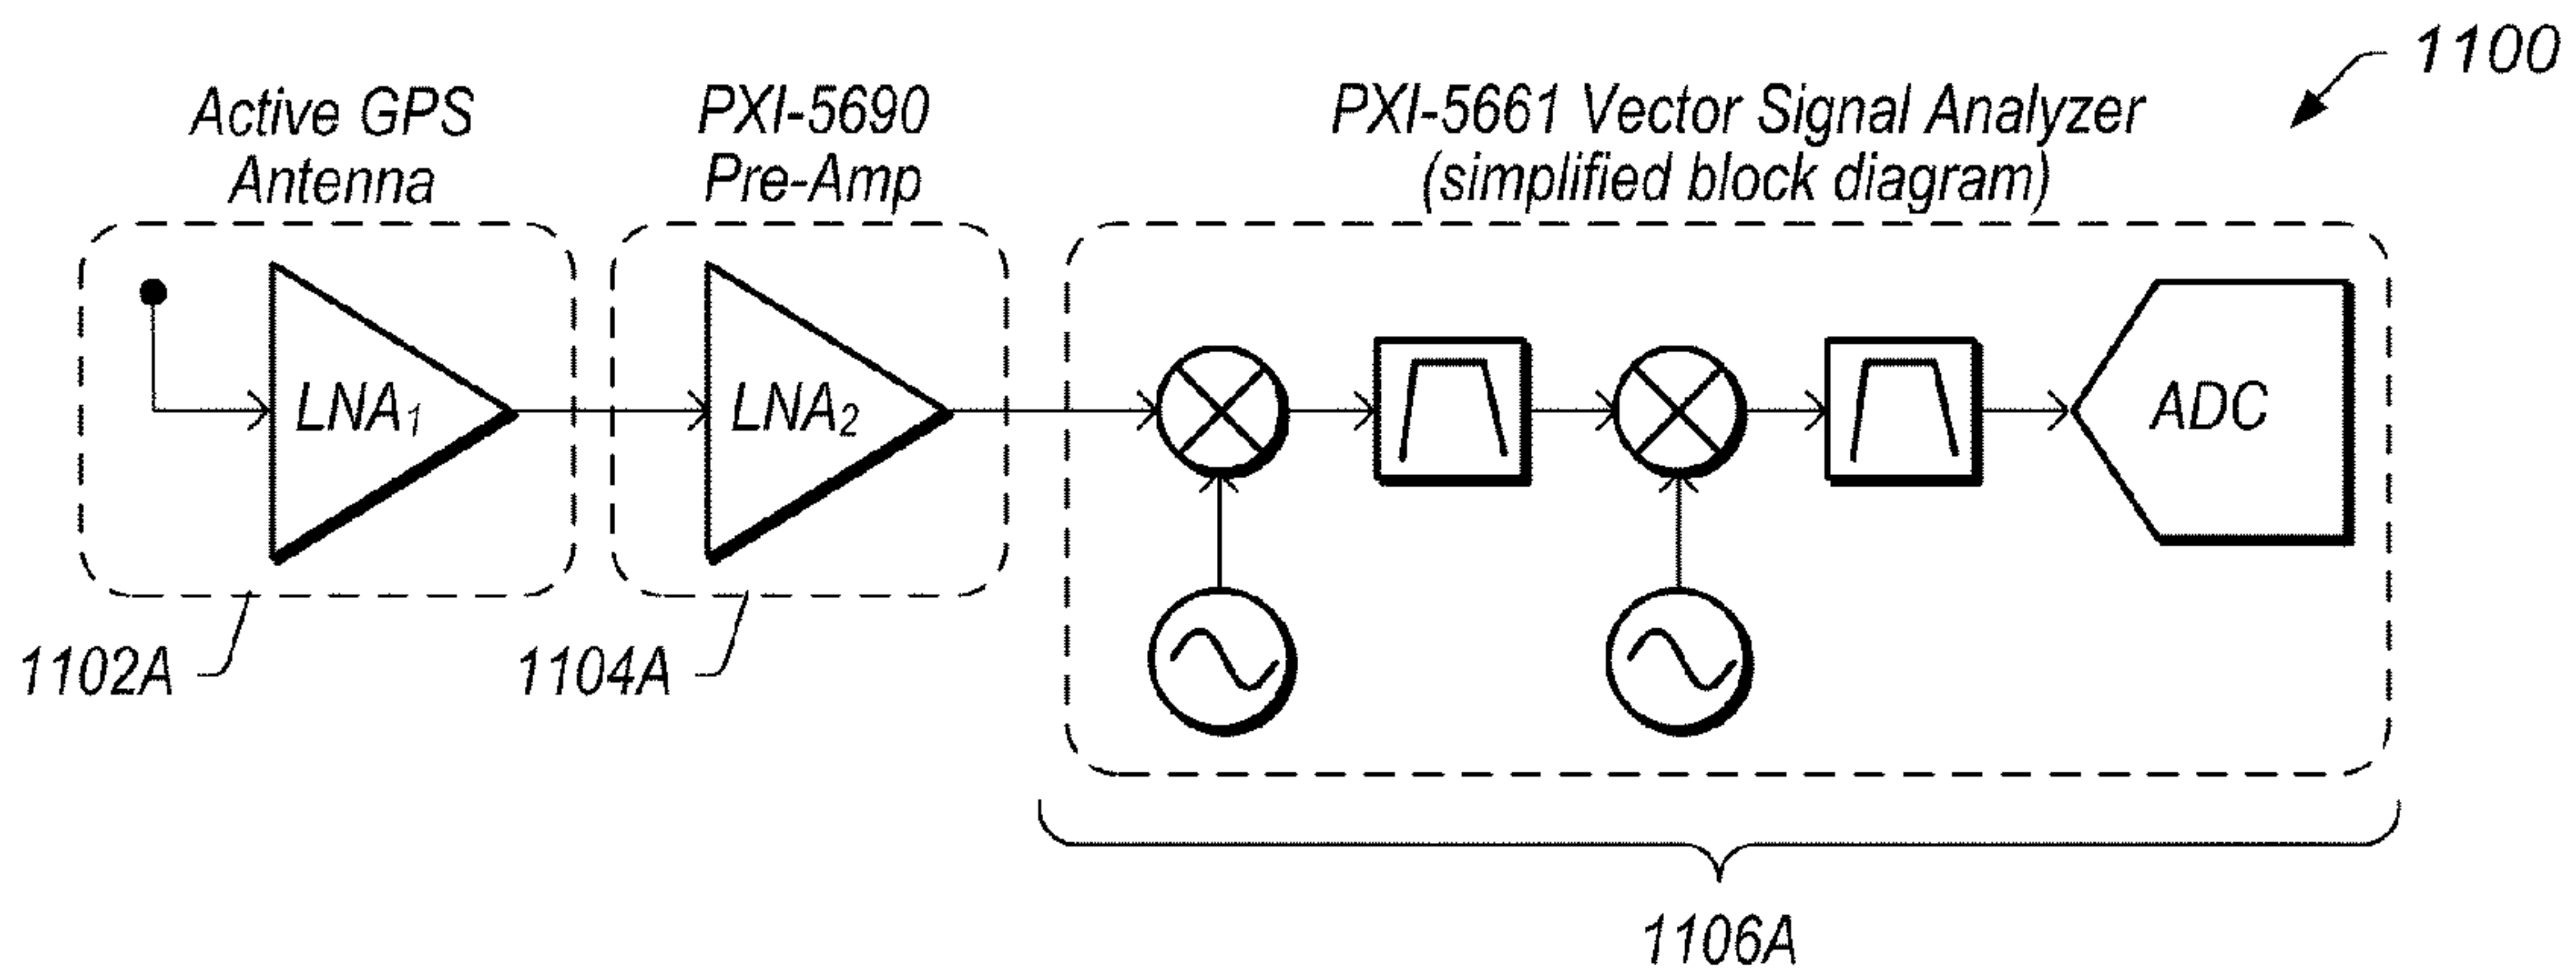 1100
Active GPS
Antenna
PXI-5690
Pre-Amp
PXI-5661 Vector Signal Analyzer
(simplified block diagram)
LNA1
LNA2
ADC
1102A
1104A
1106A